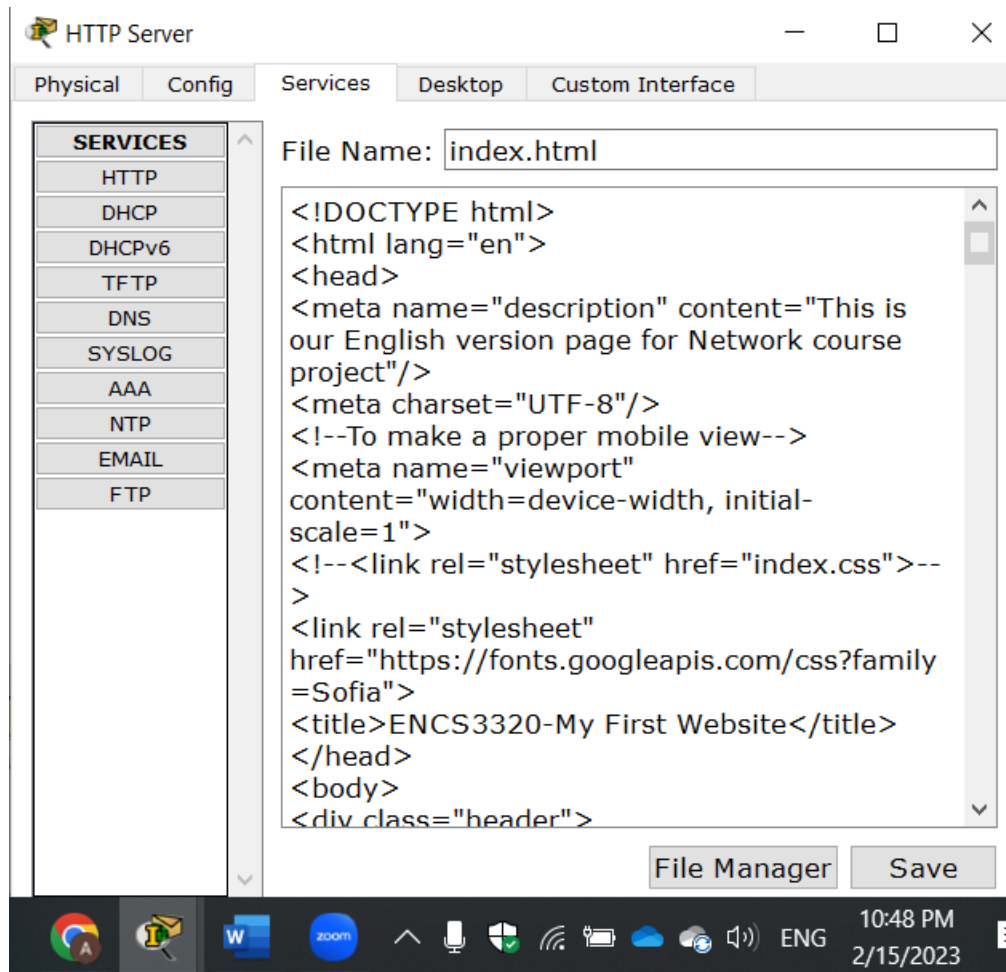 HTTP Server
Physical Config Services Desktop Custom Interface
SERVICES
HTTP
DHCP
DHCPv6
TFTP
DNS
SYSLOG
AAA
NTP
EMAIL
FTP
File Name: index.html
<!DOCTYPE html>
<html lang="en">
<head>
<meta name="description" content="This is
our English version page for Network course
project"/>
<meta charset="UTF-8"/>
<!--To make a proper mobile view-->
<meta name="viewport"
content="width=device-width, initial-
scale=1">
<!--<link rel="stylesheet" href="index.css">--
>
<link rel="stylesheet"
href="https://fonts.googleapis.com/css?family
=Sofia">
<title>ENCS3320-My First Website</title>
</head>
<body>
<div class="header">
File Manager Save
A W zoom ENG 10:48 PM
2/15/2023